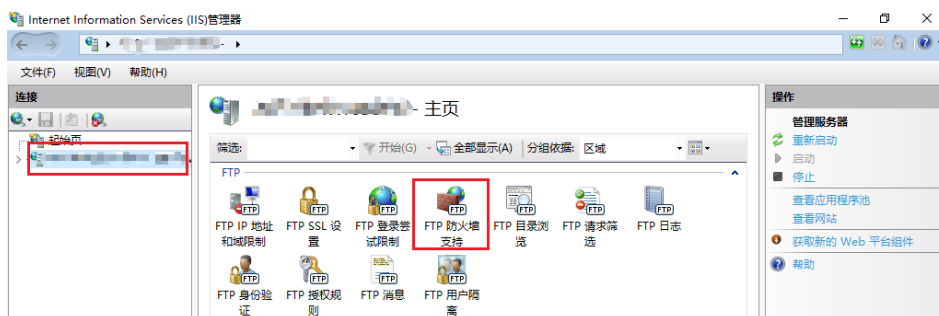 Internet Information Services (IIS)管理器
文件(F) 视图(V) 帮助(H)
连接
起始页
主页
筛选: 开始(G) 全部显示(A) 分组依据: 区域
FTP
FTP IP 地址和域限制
FTP SSL 设置
FTP 登录尝试限制
FTP 防火墙支持
FTP 目录浏览
FTP 请求筛选
FTP 日志
FTP 身份验证
FTP 授权规则
FTP 消息
FTP 用户隔离
操作
管理服务器
重新启动
启动
停止
查看应用程序池
查看网站
获取新的 Web 平台组件
帮助